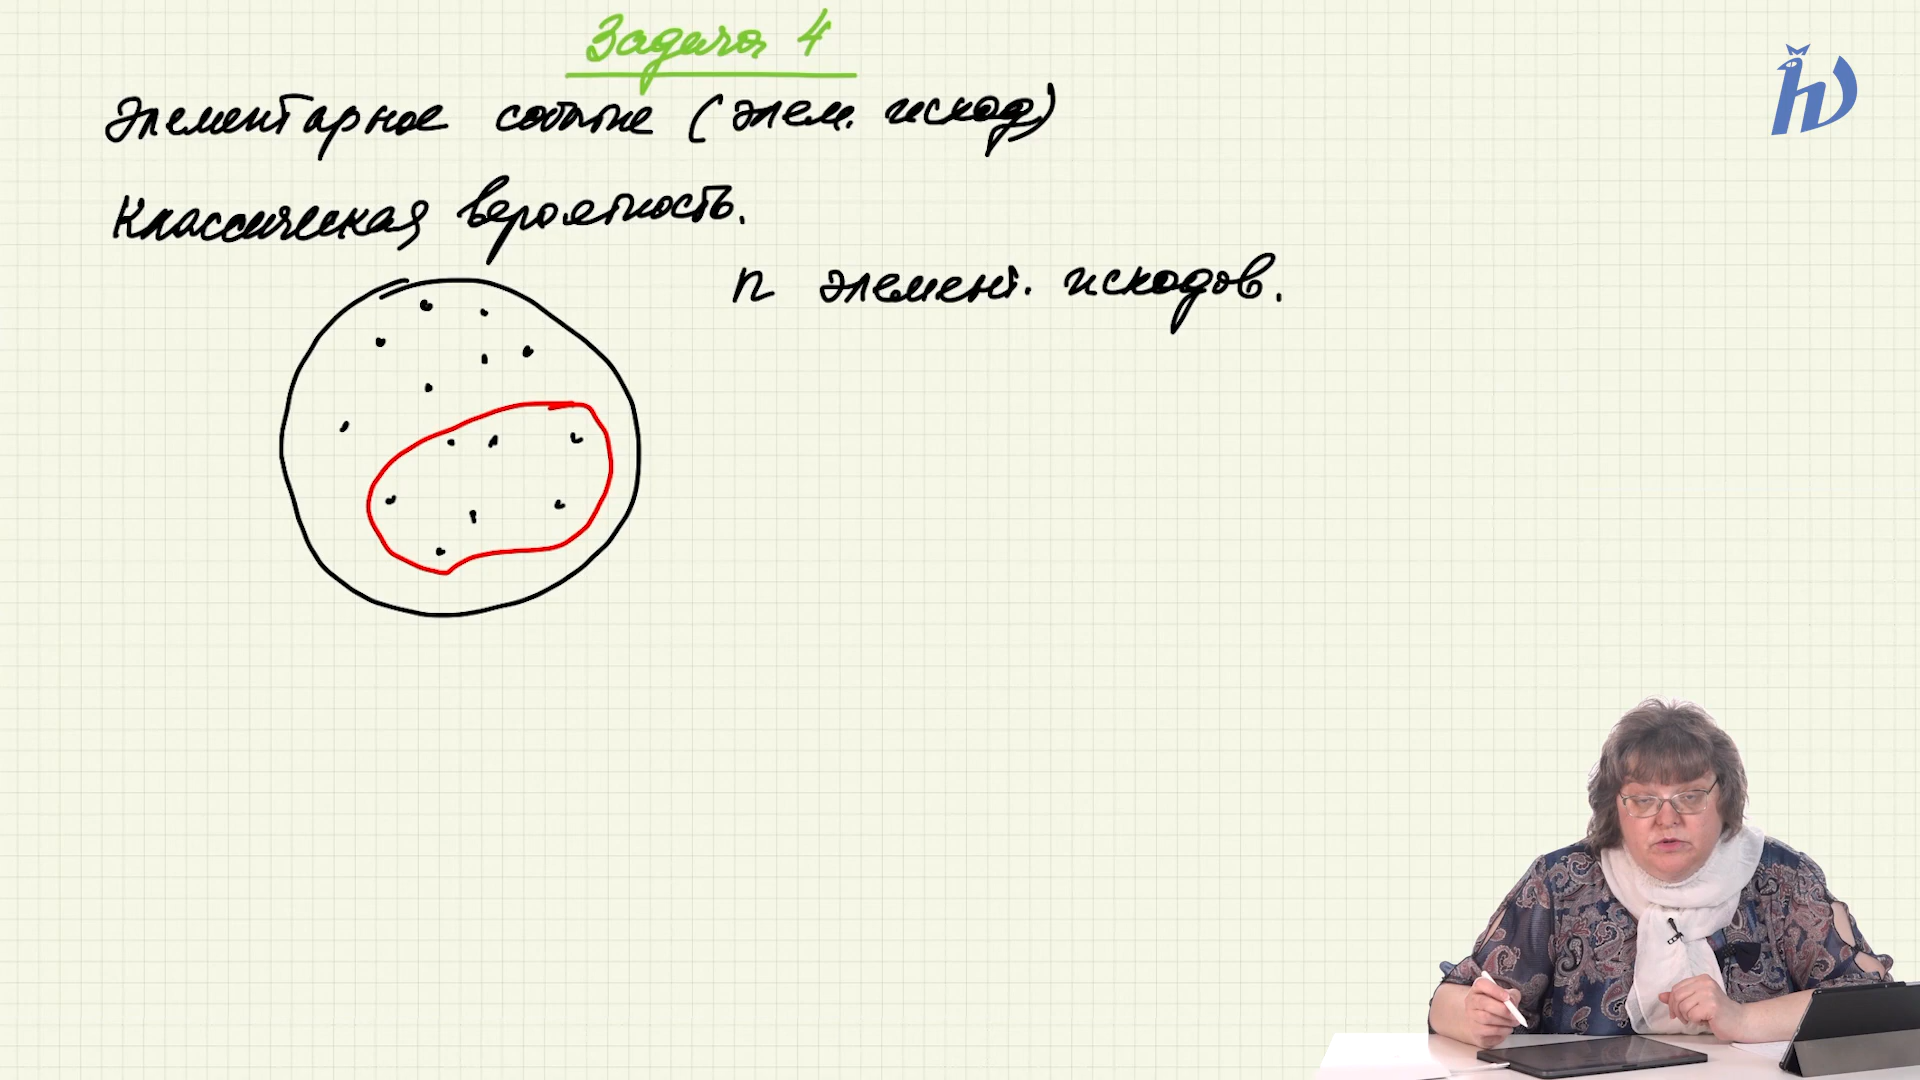 Задача 4
Элементарное событие (элем. исход)
Классическая вероятность.
n элемент. исходов.